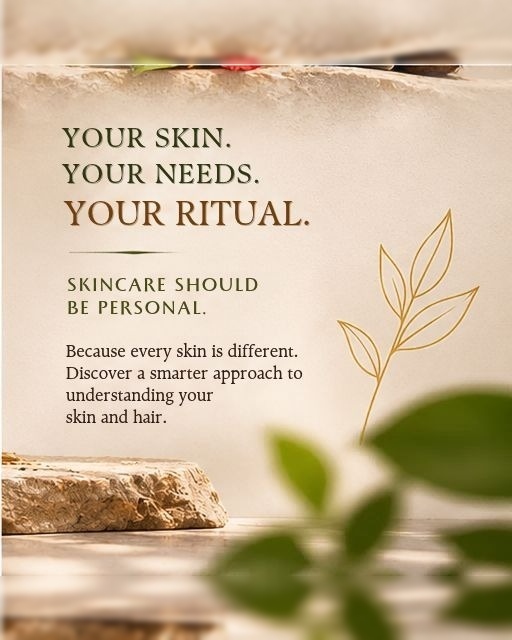 YOUR SKIN.
YOUR NEEDS.
YOUR RITUAL.
SKINCARE SHOULD
BE PERSONAL.
Because every skin is different.
Discover a smarter approach to
understanding your
skin and hair.